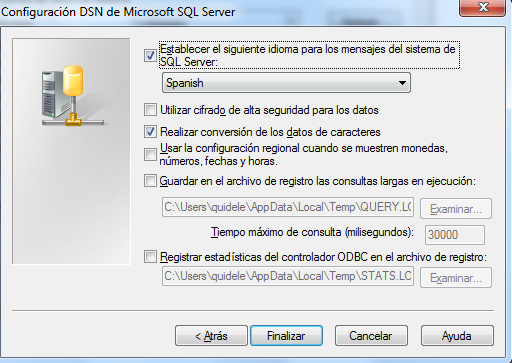 Configuración DSN de Microsoft SQL Server
Establecer el siguiente idioma para los mensajes del sistema de
SQL Server:
Spanish
Utilizar cifrado de alta seguridad para los datos
Realizar conversión de los datos de caracteres
Usar la configuración regional cuando se muestren monedas,
números, fechas y horas.
Guardar en el archivo de registro las consultas largas en ejecución:
C:\Users\quidele\AppData\Local\Temp\QUERY.LO
Examinar...
Tiempo máximo de consulta (milisegundos):
30000
Registrar estadísticas del controlador ODBC en el archivo de registro:
C:\Users\quidele\AppData\Local\Temp\STATS.LO
Examinar...
< Atrás
Finalizar
Cancelar
Ayuda